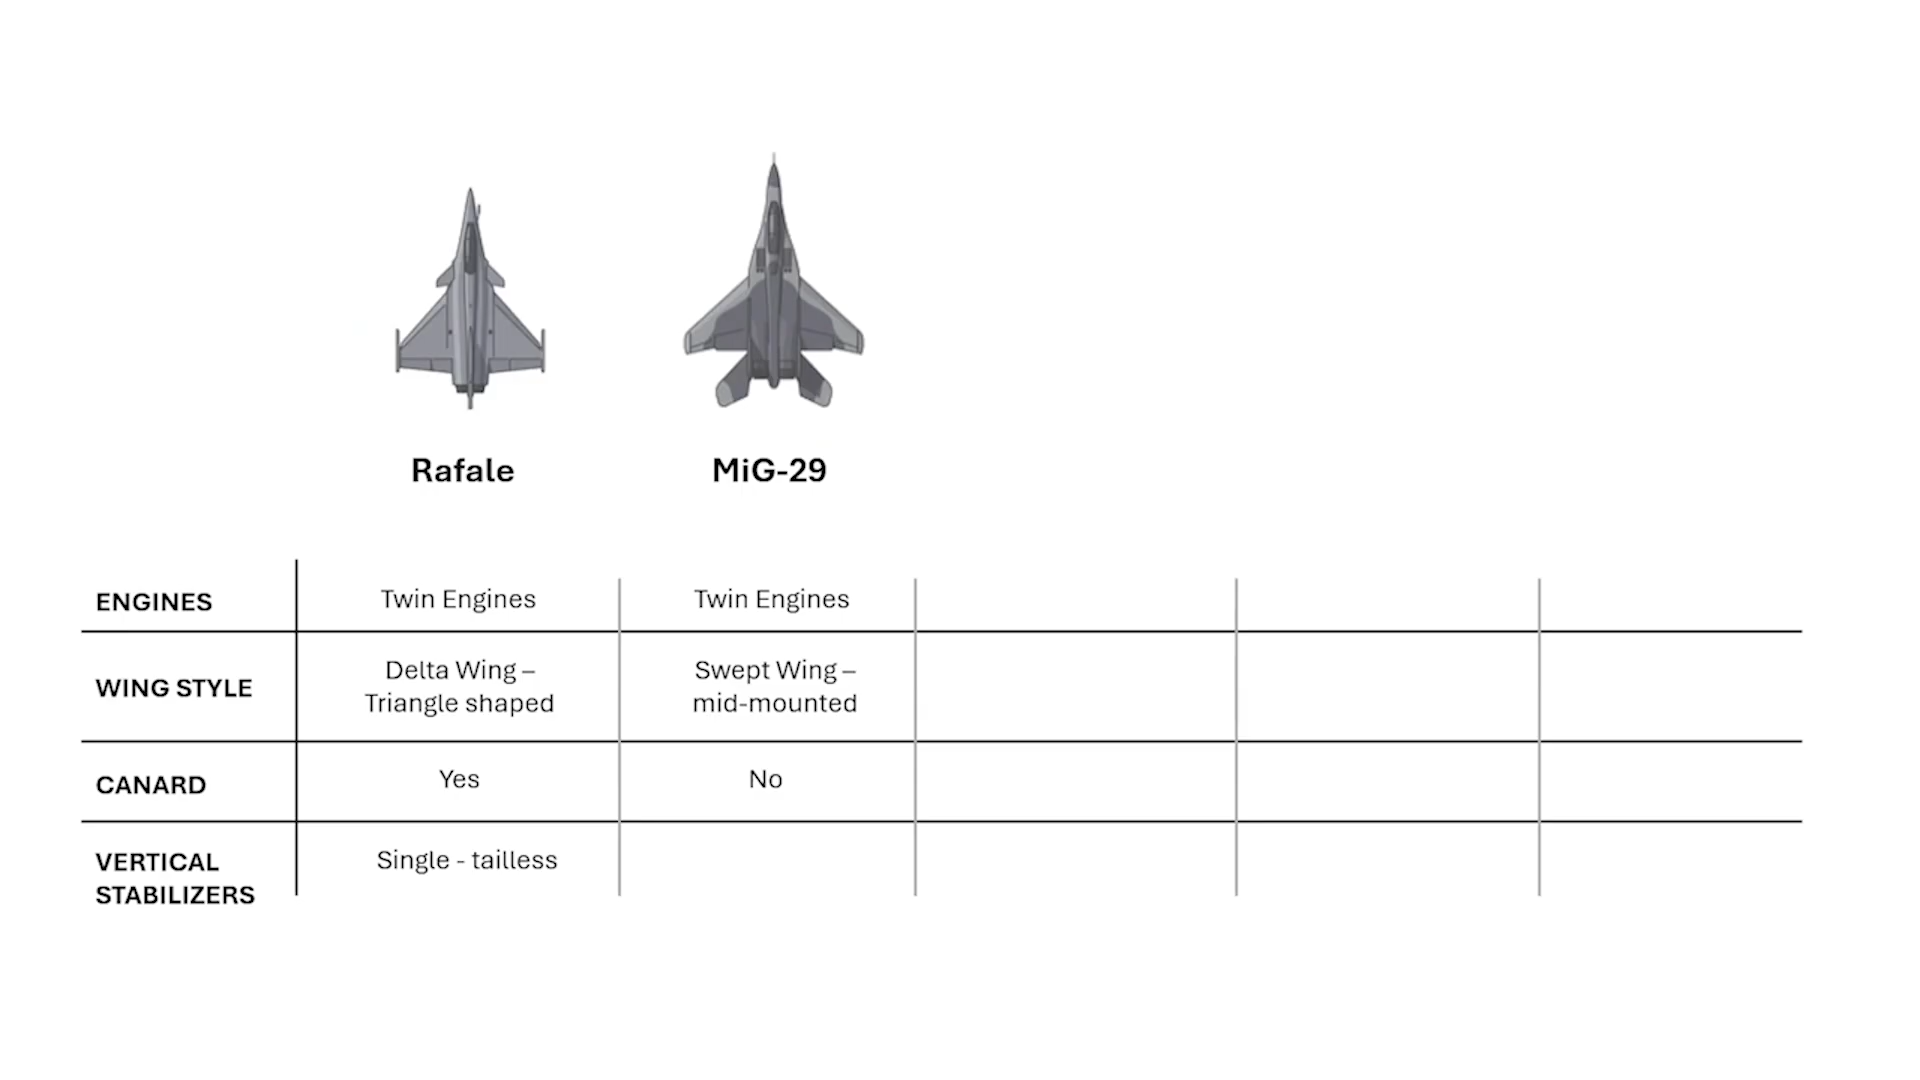 Rafale
MiG-29
ENGINES
Twin Engines
Twin Engines
WING STYLE
Delta Wing –
Triangle shaped
Swept Wing –
mid-mounted
CANARD
Yes
No
VERTICAL
STABILIZERS
Single - tailless